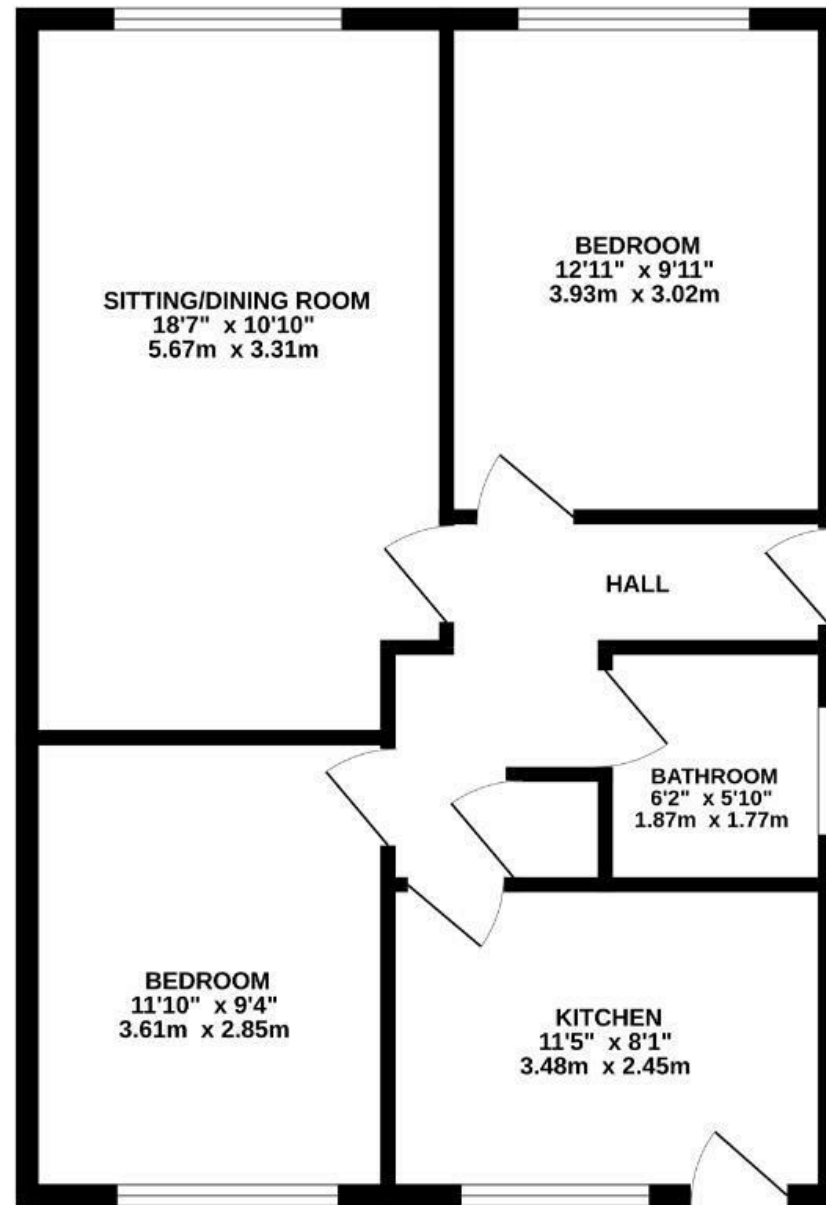 SITTING/DINING ROOM
18'7" x 10'10"
5.67m x 3.31m
BEDROOM
12'11" x 9'11"
3.93m x 3.02m
HALL
BATHROOM
6'2" x 5'10"
1.87m x 1.77m
BEDROOM
11'10" x 9'4"
3.61m x 2.85m
KITCHEN
11'5" x 8'1"
3.48m x 2.45m